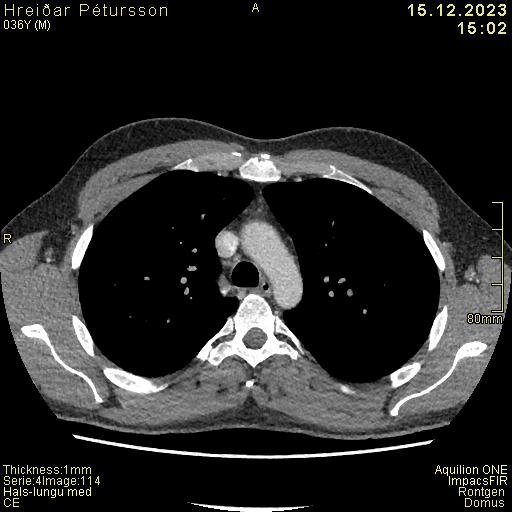 Hreiðar Pétursson
036Y (M)
A
15.12.2023
15:02
R
80mm
Thickness:1mm
Serie:4Image:114
Hals-lungu med
CE
Aquilion ONE
ImpacsFIR
Rontgen
Domus